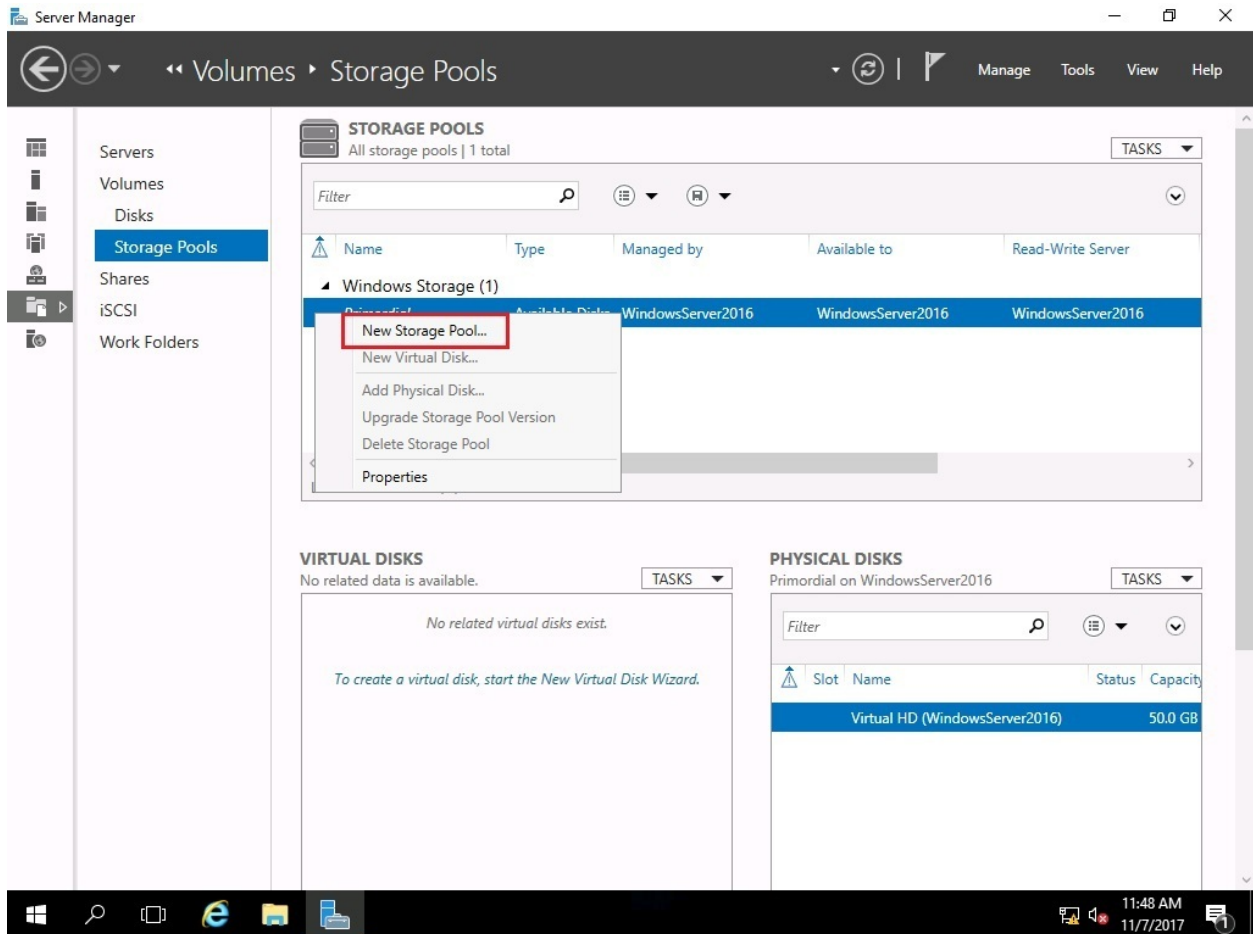 Server Manager
Volumes ‣ Storage Pools
Manage Tools View Help
Servers
Volumes
Disks
Storage Pools
Shares
iSCSI
Work Folders
STORAGE POOLS
All storage pools | 1 total
TASKS
Filter
Name Type Managed by Available to Read-Write Server
Windows Storage (1)
Primordial Available Disks WindowsServer2016 WindowsServer2016 WindowsServer2016
New Storage Pool...
New Virtual Disk...
Add Physical Disk...
Upgrade Storage Pool Version
Delete Storage Pool
Properties
VIRTUAL DISKS
No related data is available.
TASKS
No related virtual disks exist.
To create a virtual disk, start the New Virtual Disk Wizard.
PHYSICAL DISKS
Primordial on WindowsServer2016
TASKS
Filter
Slot Name Status Capacity
Virtual HD (WindowsServer2016) 50.0 GB
11:48 AM
11/7/2017
1